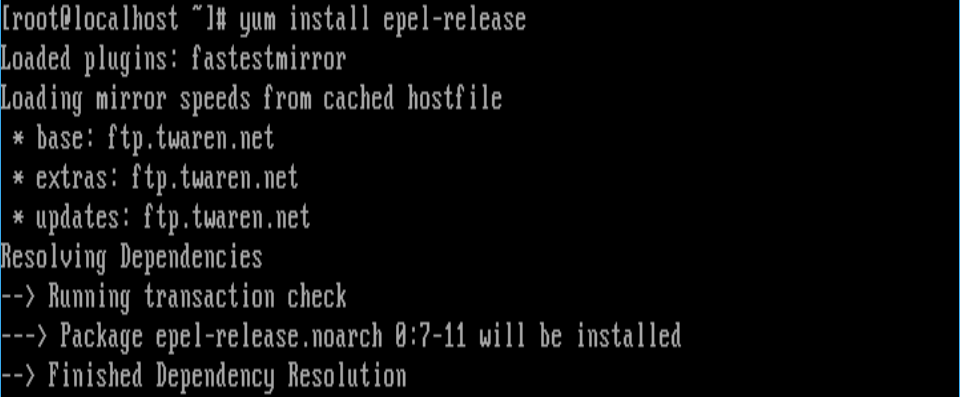 [root@localhost ~]# yum install epel-release
Loaded plugins: fastestmirror
Loading mirror speeds from cached hostfile
 * base: ftp.twaren.net
 * extras: ftp.twaren.net
 * updates: ftp.twaren.net
Resolving Dependencies
--> Running transaction check
---> Package epel-release.noarch 0:7-11 will be installed
--> Finished Dependency Resolution